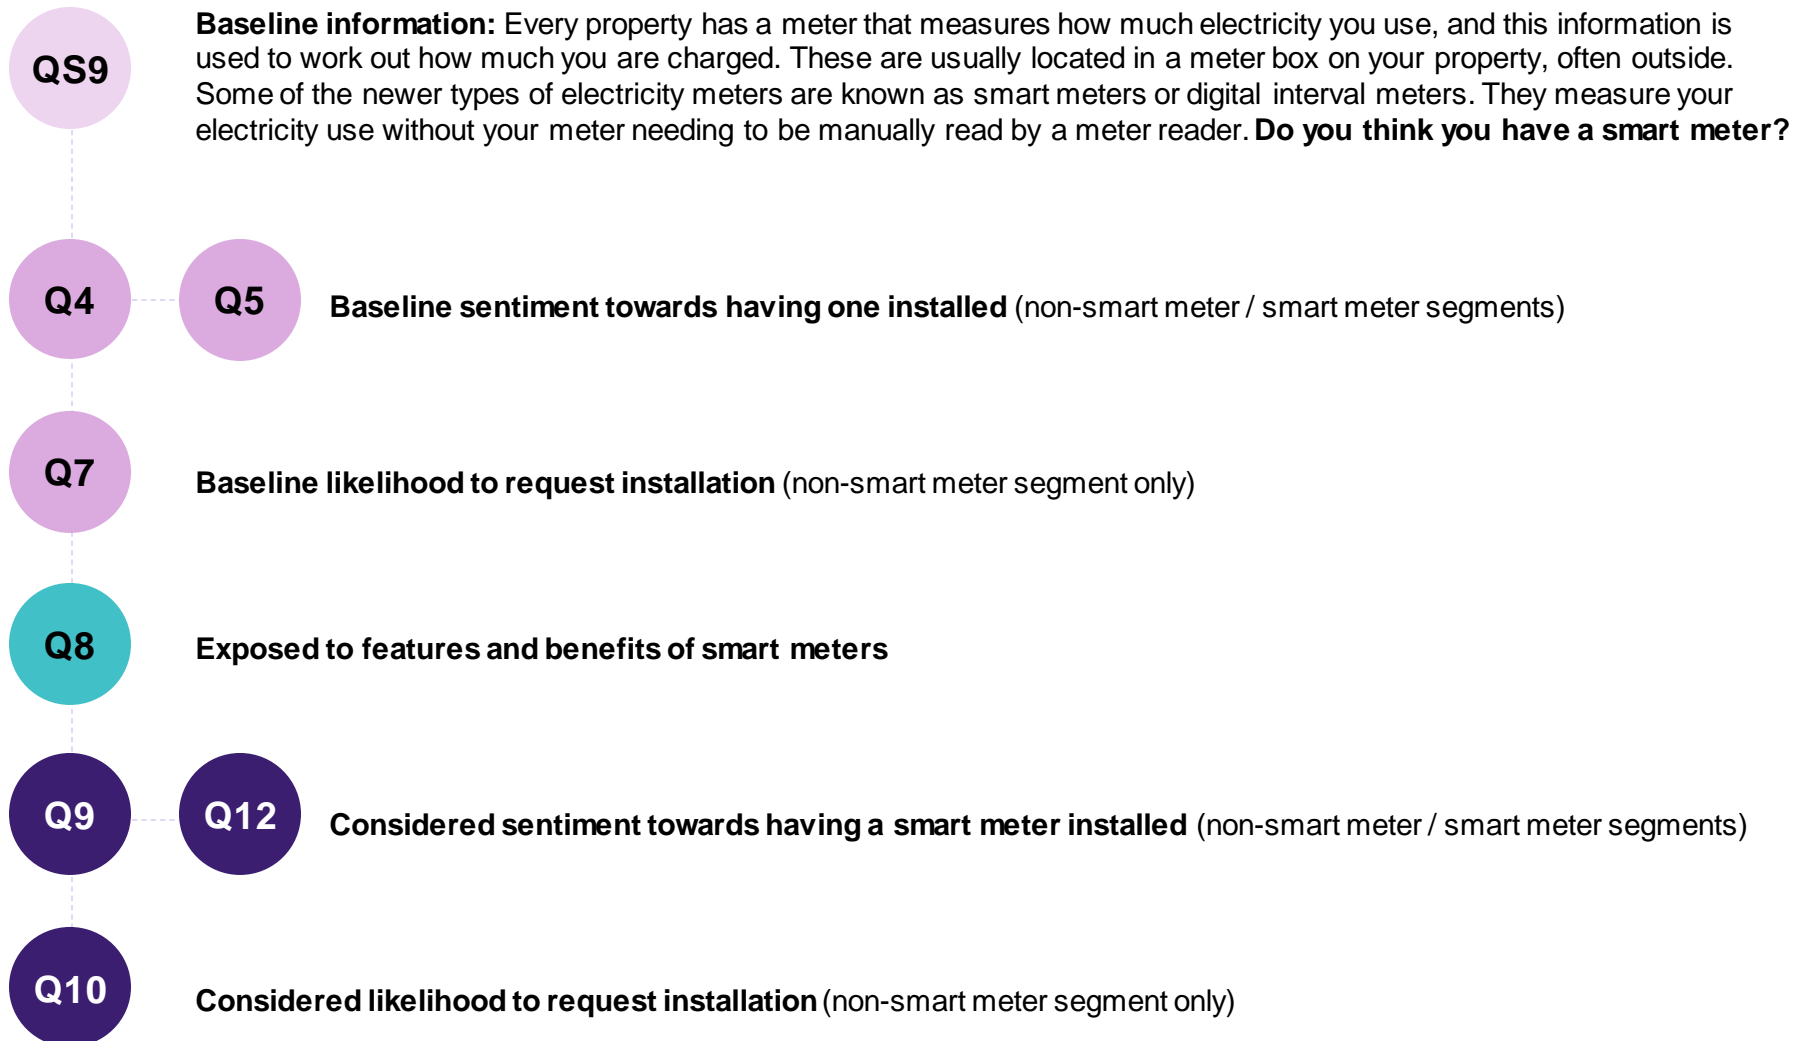 QS9
Baseline information: Every property has a meter that measures how much electricity you use, and this information is
used to work out how much you are charged. These are usually located in a meter box on your property, often outside.
Some of the newer types of electricity meters are known as smart meters or digital interval meters. They measure your
electricity use without your meter needing to be manually read by a meter reader. Do you think you have a smart meter?
Q4
Q5
Baseline sentiment towards having one installed (non-smart meter / smart meter segments)
Q7
Baseline likelihood to request installation (non-smart meter segment only)
Q8
Exposed to features and benefits of smart meters
Q9
Q12
Considered sentiment towards having a smart meter installed (non-smart meter / smart meter segments)
Q10
Considered likelihood to request installation (non-smart meter segment only)